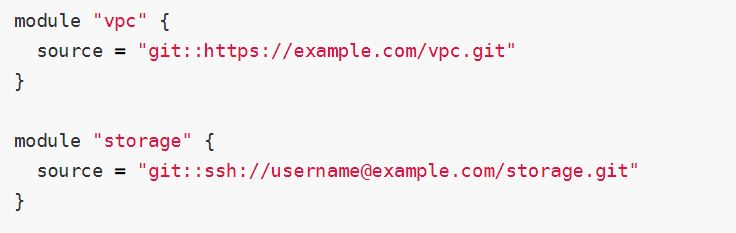 module "vpc" {
  source = "git::https://example.com/vpc.git"
}

module "storage" {
  source = "git::ssh://username@example.com/storage.git"
}